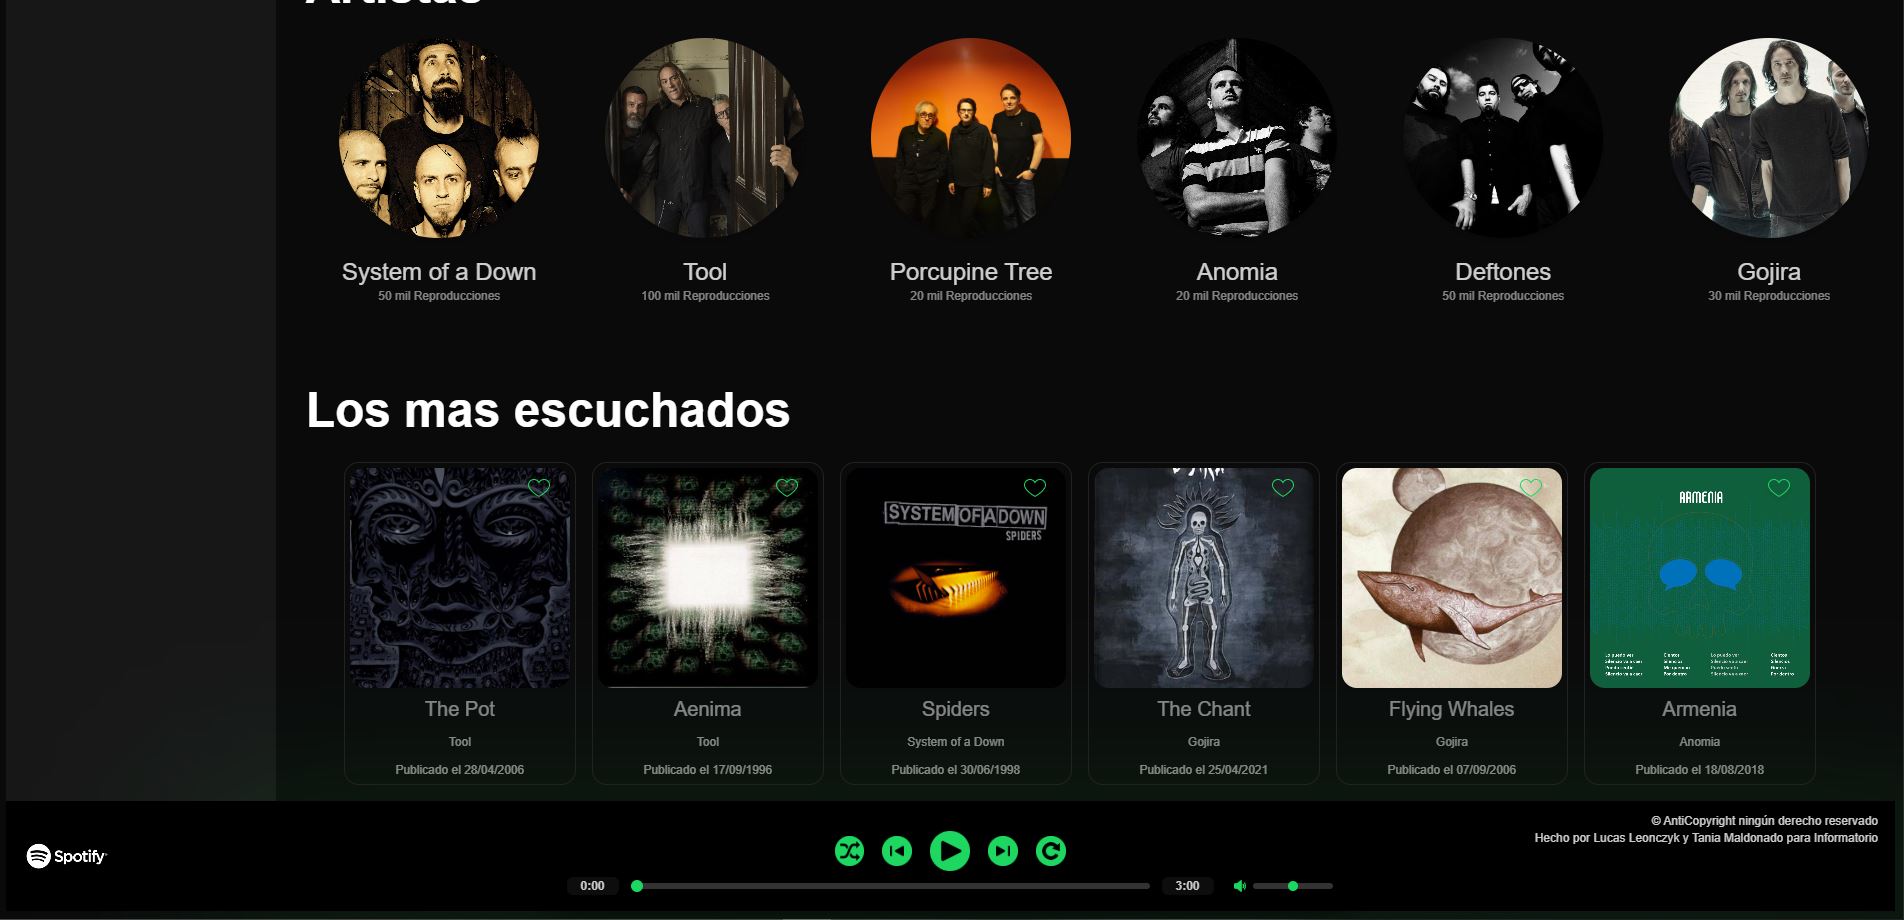 Artistas
System of a Down
50 mil Reproducciones
Tool
100 mil Reproducciones
Porcupine Tree
20 mil Reproducciones
Anomia
20 mil Reproducciones
Deftones
50 mil Reproducciones
Gojira
30 mil Reproducciones
Los mas escuchados
SYSTEM OF A DOWN
SPIDERS
ARMENIA
The Pot
Tool
Publicado el 28/04/2006
Aenima
Tool
Publicado el 17/09/1996
Spiders
System of a Down
Publicado el 30/06/1998
The Chant
Gojira
Publicado el 25/04/2021
Flying Whales
Gojira
Publicado el 07/09/2006
Armenia
Anomia
Publicado el 18/08/2018
Spotify
0:00
3:00
© AntiCopyright ningún derecho reservado
Hecho por Lucas Leonczyk y Tania Maldonado para Informatorio